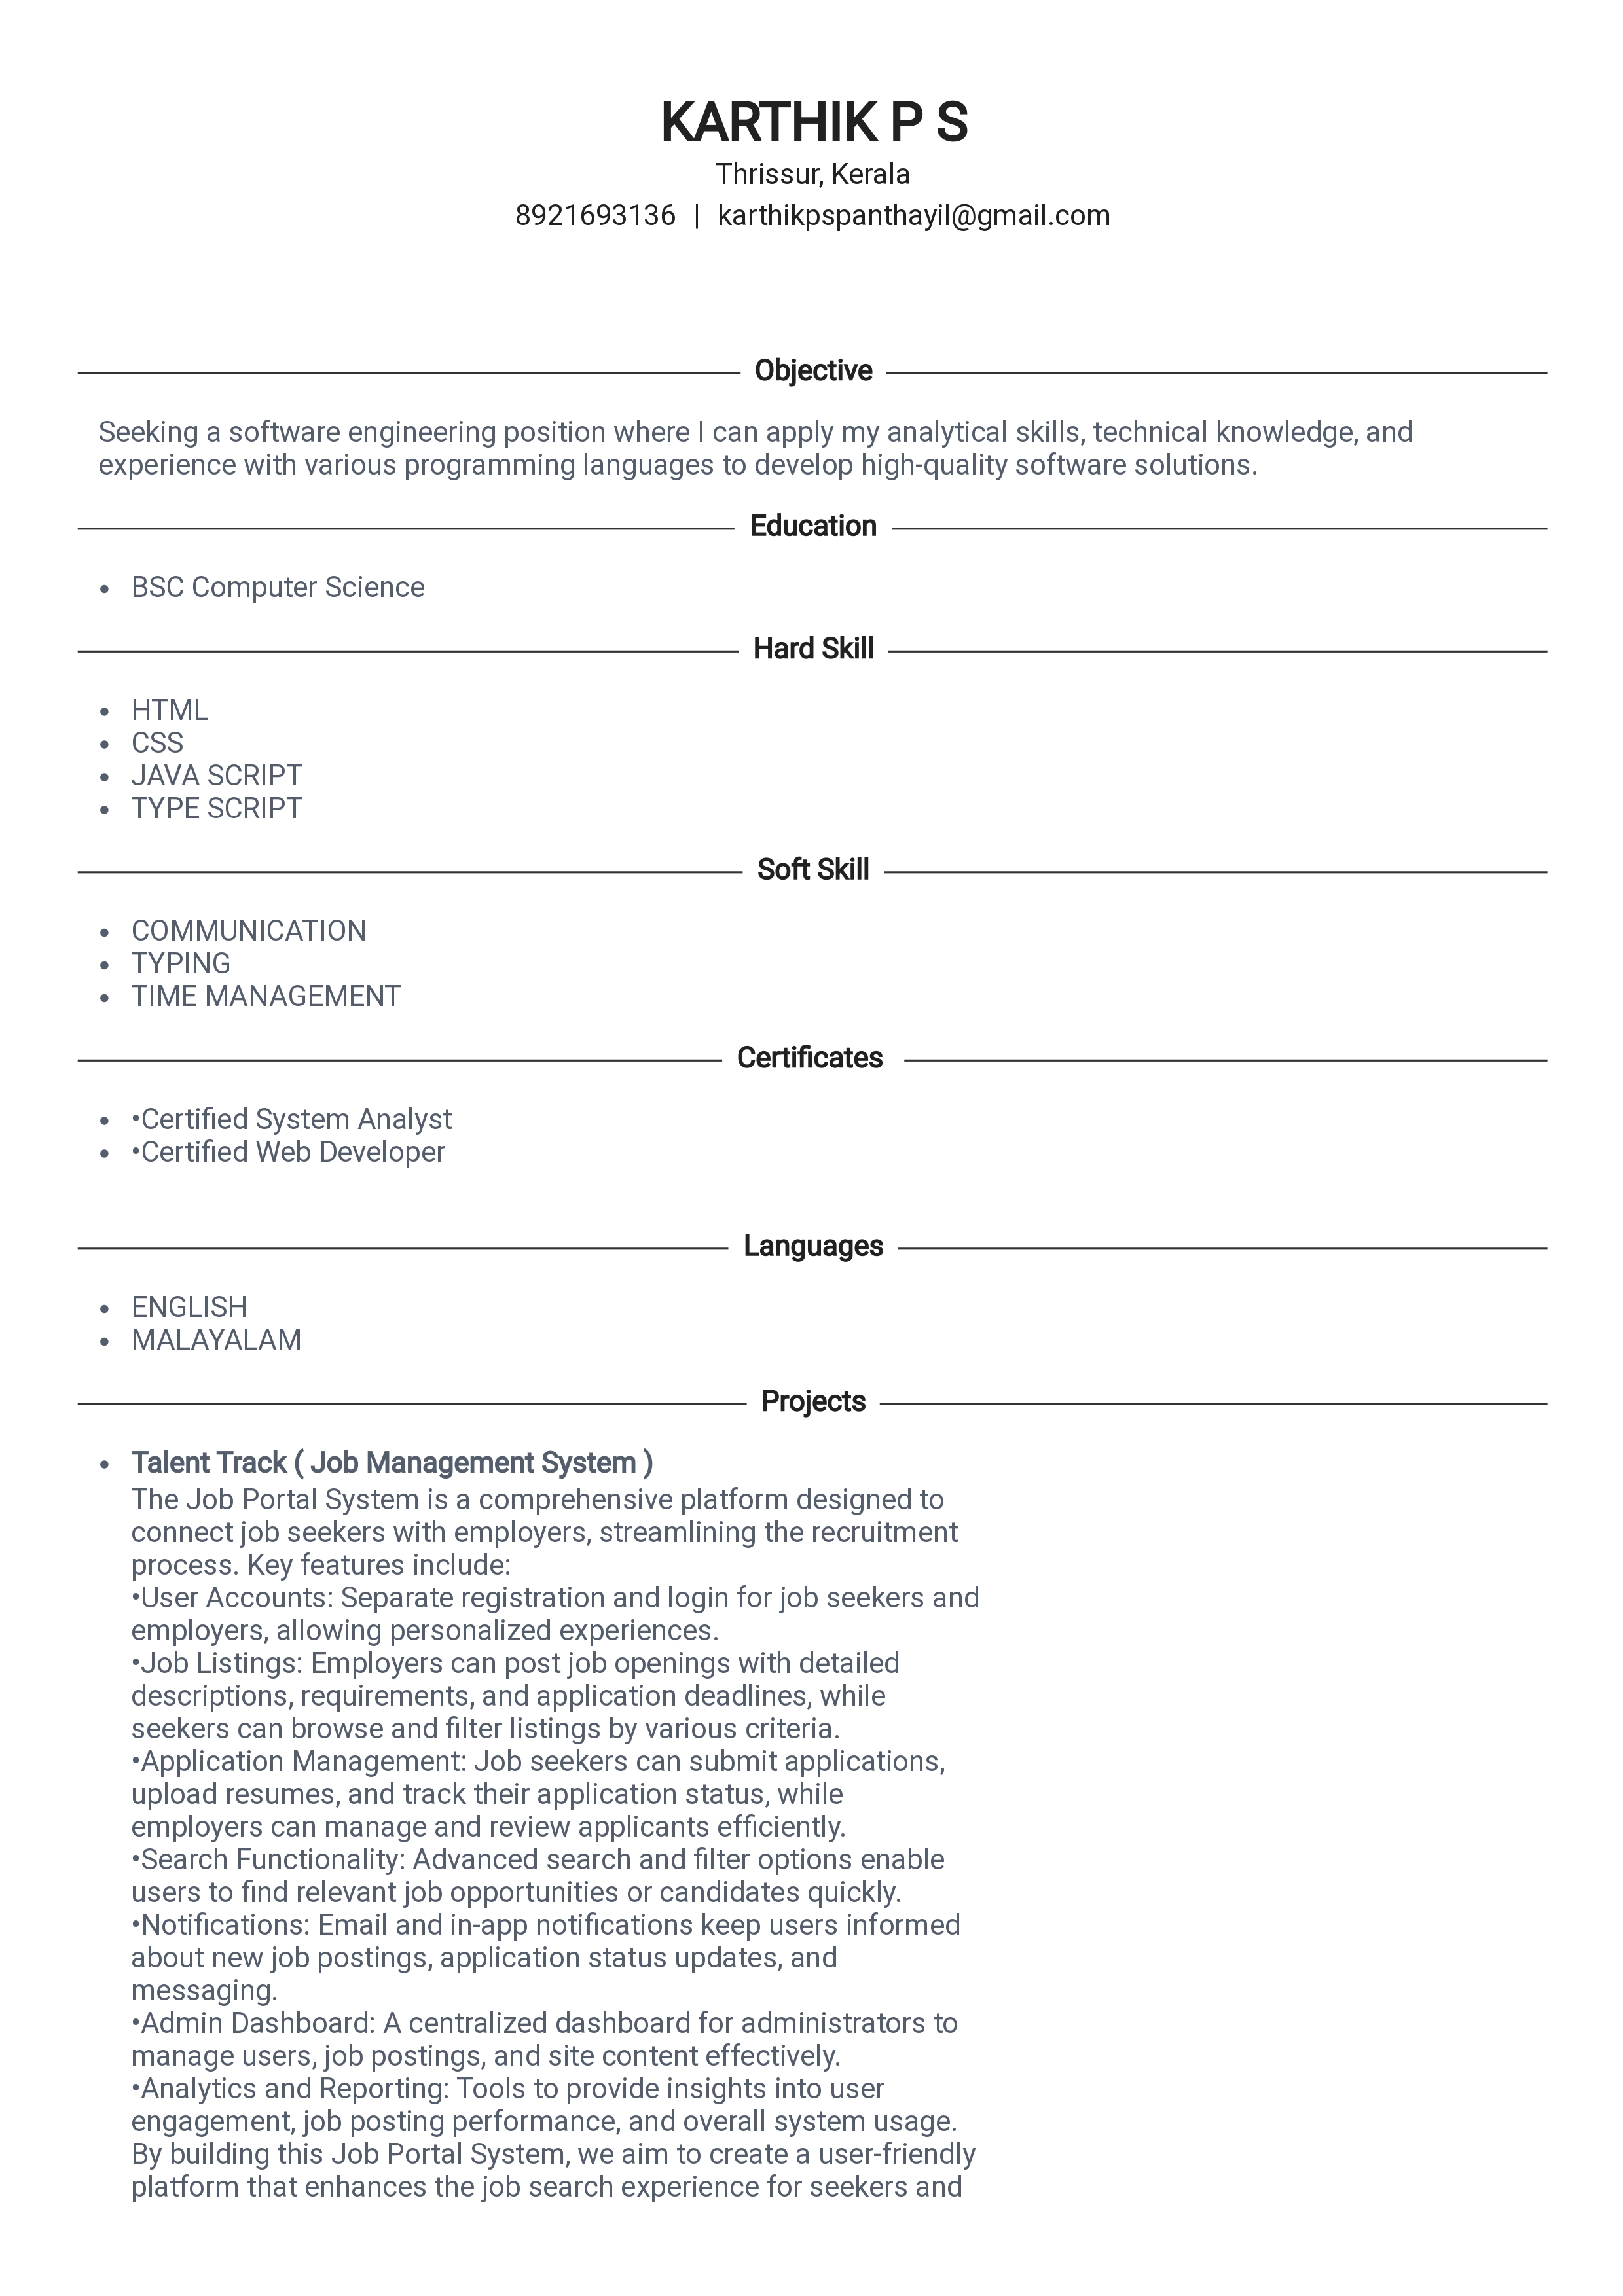 KARTHIK P S
Thrissur, Kerala
8921693136 | karthikpspanthayil@gmail.com
Objective
Seeking a software engineering position where I can apply my analytical skills, technical knowledge, and
experience with various programming languages to develop high-quality software solutions.
Education
• BSC Computer Science
Hard Skill
• HTML
• CSS
• JAVA SCRIPT
• TYPE SCRIPT
Soft Skill
• COMMUNICATION
• TYPING
• TIME MANAGEMENT
Certificates
• •Certified System Analyst
• •Certified Web Developer
Languages
• ENGLISH
• MALAYALAM
Projects
• Talent Track ( Job Management System )
The Job Portal System is a comprehensive platform designed to
connect job seekers with employers, streamlining the recruitment
process. Key features include:
•User Accounts: Separate registration and login for job seekers and
employers, allowing personalized experiences.
•Job Listings: Employers can post job openings with detailed
descriptions, requirements, and application deadlines, while
seekers can browse and filter listings by various criteria.
•Application Management: Job seekers can submit applications,
upload resumes, and track their application status, while
employers can manage and review applicants efficiently.
•Search Functionality: Advanced search and filter options enable
users to find relevant job opportunities or candidates quickly.
•Notifications: Email and in-app notifications keep users informed
about new job postings, application status updates, and
messaging.
•Admin Dashboard: A centralized dashboard for administrators to
manage users, job postings, and site content effectively.
•Analytics and Reporting: Tools to provide insights into user
engagement, job posting performance, and overall system usage.
By building this Job Portal System, we aim to create a user-friendly
platform that enhances the job search experience for seekers and